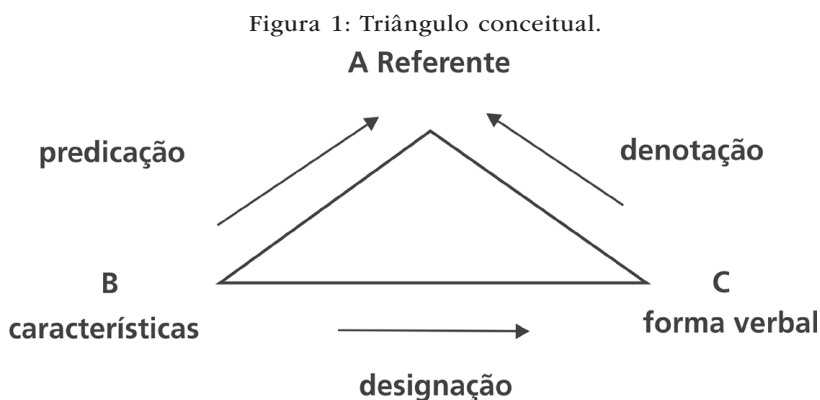 Figura 1: Triângulo conceitual.
A Referente
predicação
denotação
B
características
C
forma verbal
designação